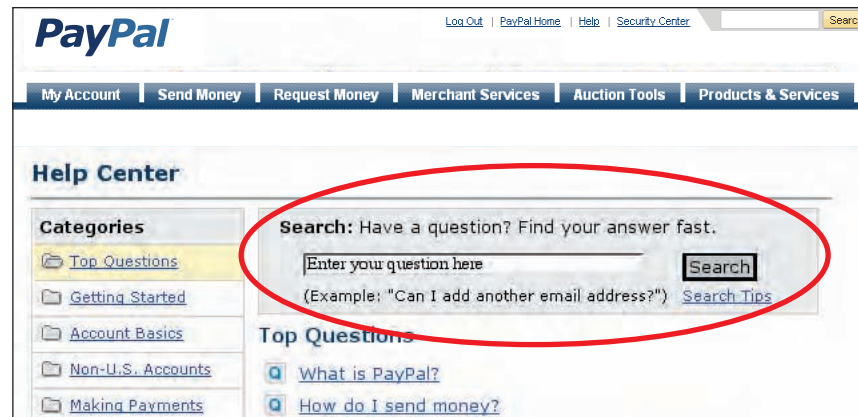 PayPal
Log Out | PayPal Home | Help | Security Center
My Account Send Money Request Money Merchant Services Auction Tools Products & Services
Help Center
Categories
Top Questions
Getting Started
Account Basics
Non-U.S. Accounts
Making Payments
Search: Have a question? Find your answer fast.
Enter your question here Search
(Example: "Can I add another email address?") Search Tips
Top Questions
What is PayPal?
How do I send money?